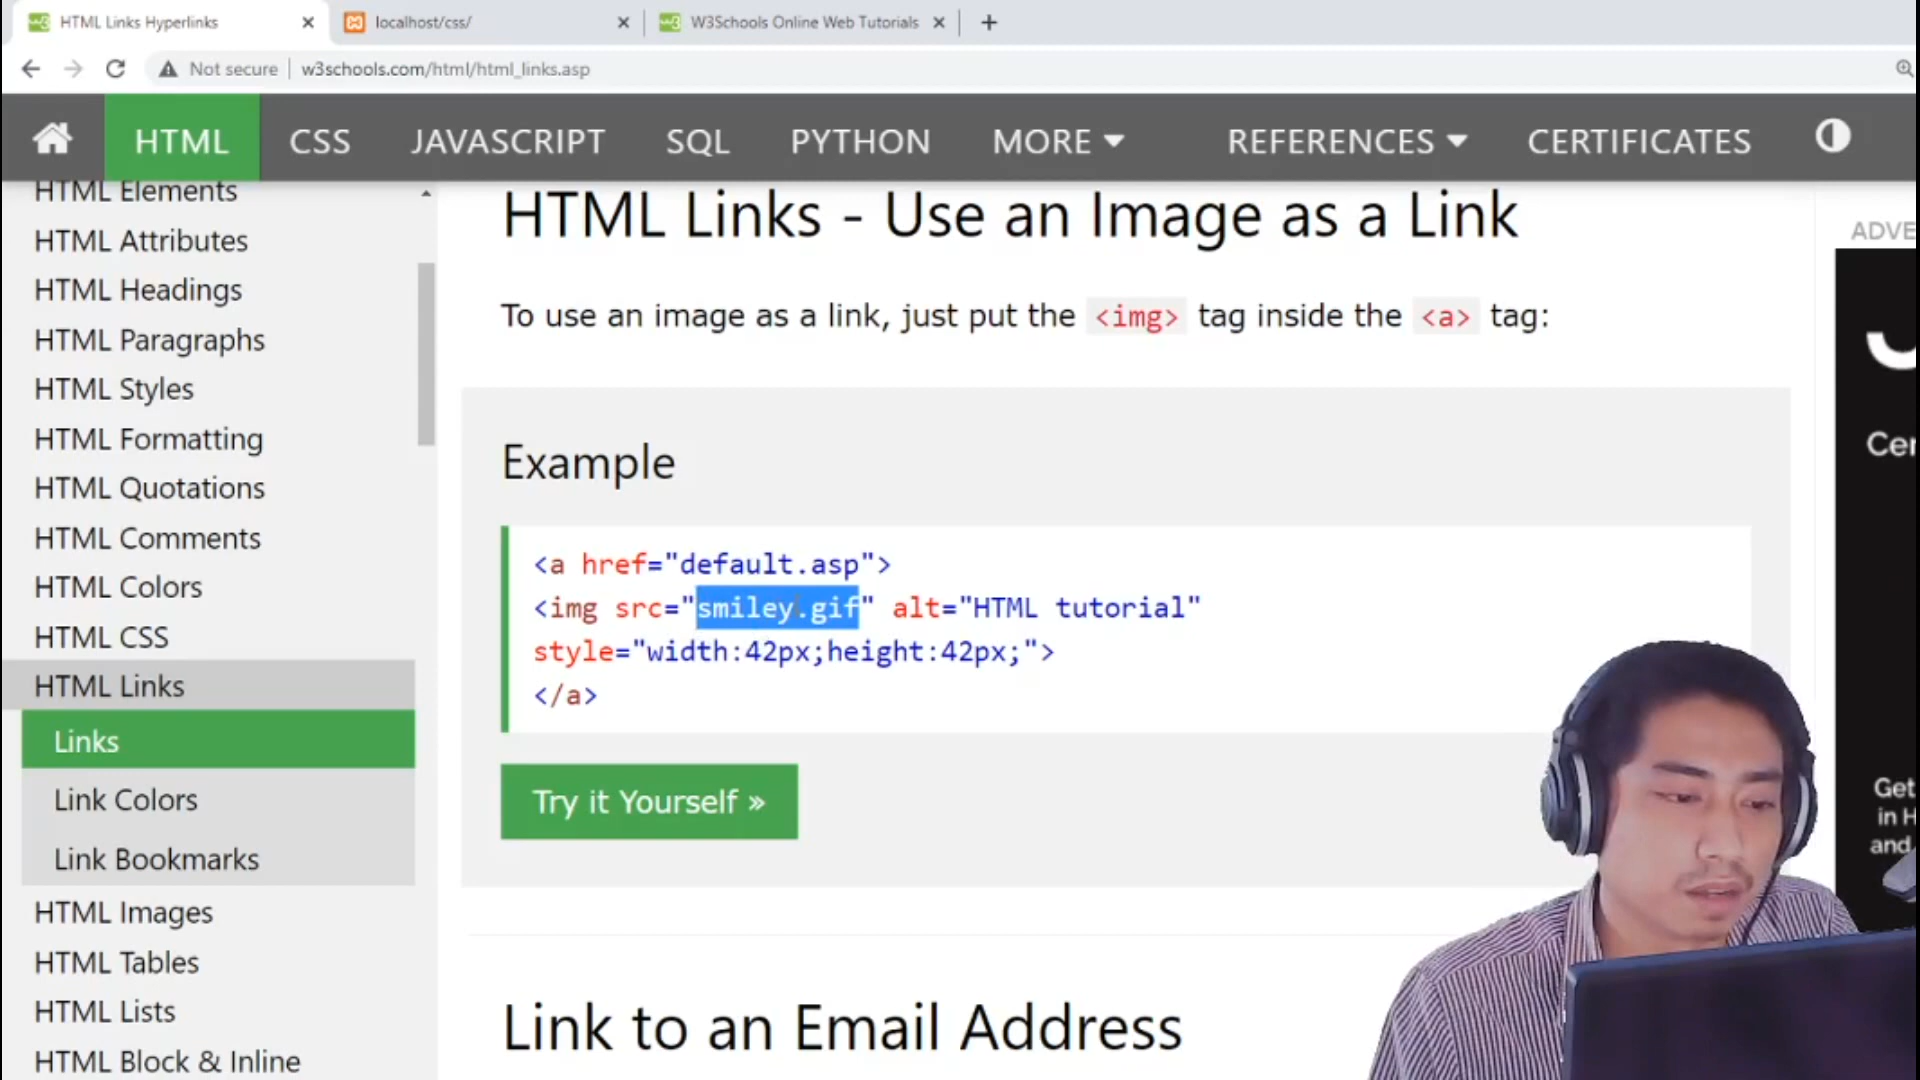 HTML Links Hyperlinks
localhost/css/
W3Schools Online Web Tutorials
Not secure
w3schools.com/html/html_links.asp
HTML
CSS
JAVASCRIPT
SQL
PYTHON
MORE
REFERENCES
CERTIFICATES
HTML Elements
HTML Attributes
HTML Headings
HTML Paragraphs
HTML Styles
HTML Formatting
HTML Quotations
HTML Comments
HTML Colors
HTML CSS
HTML Links
Links
Link Colors
Link Bookmarks
HTML Images
HTML Tables
HTML Lists
HTML Block & Inline
HTML Links - Use an Image as a Link
To use an image as a link, just put the <img> tag inside the <a> tag:
Example
<a href="default.asp">
<img src="smiley.gif" alt="HTML tutorial"
style="width:42px;height:42px;">
</a>
Try it Yourself »
Link to an Email Address
ADVE
Cer
Get
in H
and